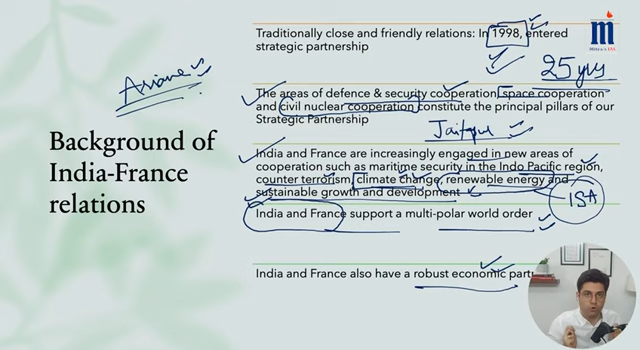 Traditionally close and friendly relations: In 1998, entered
strategic partnership
25 yrs
Ariane
The areas of defence & security cooperation, space cooperation
and civil nuclear cooperation constitute the principal pillars of our
Strategic Partnership
Jaitapur
Background of
India-France
relations
India and France are increasingly engaged in new areas of
cooperation such as maritime security in the Indo Pacific region,
counter terrorism, climate change, renewable energy and
sustainable growth and development
ISA
India and France support a multi-polar world order
India and France also have a robust economic